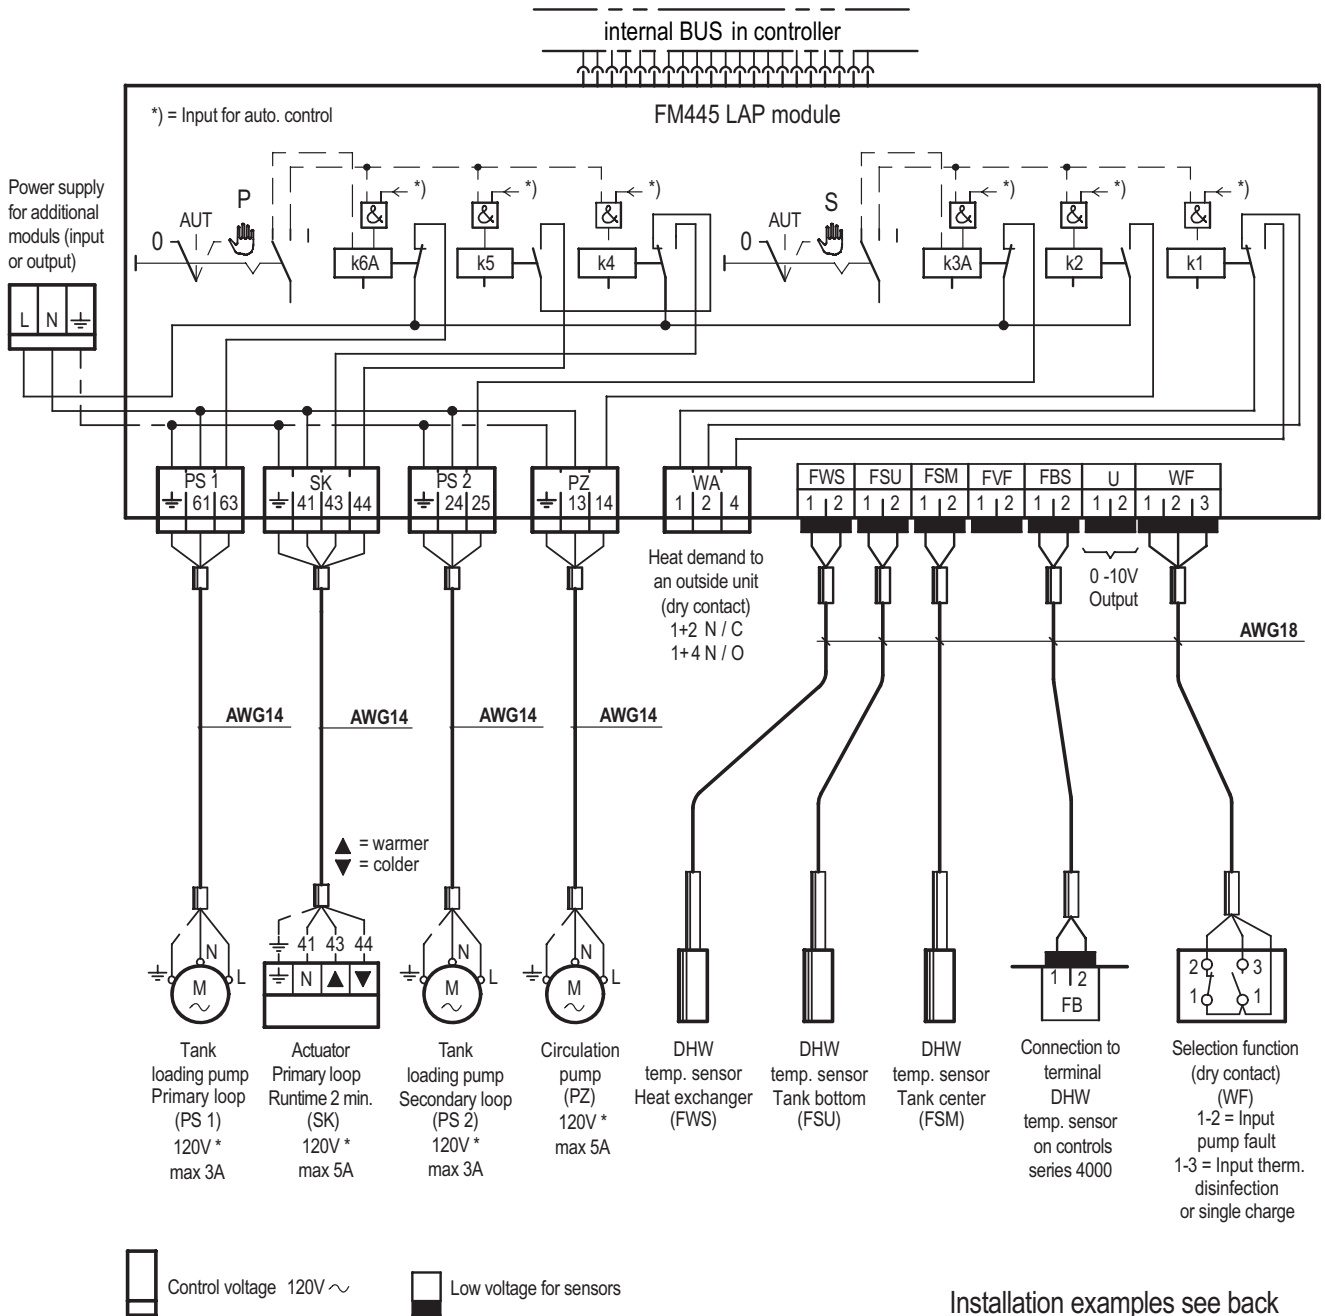 internal BUS in controller
*) = Input for auto. control
FM445 LAP module
Power supply
for additional
moduls (input
or output)
L N
0 AUT P
*) *) *)
& & &
k6A k5 k4
0 AUT S
*) *) *)
& & &
k3A k2 k1
PS 1
61 63
SK
41 43 44
PS 2
24 25
PZ
13 14
WA
1 2 4
FWS FSU FSM FVF FBS U WF
1 2 1 2 1 2 1 2 1 2 1 2 1 2 3
Heat demand to
an outside unit
(dry contact)
1+2 N / C
1+4 N / O
0 -10V
Output
AWG18
AWG14 AWG14 AWG14 AWG14
▲ = warmer
▼ = colder
N L
M
~
41 43 44
N ▲ ▼
N L
M
~
N L
M
~
1 2
FB
2 3
1 1
Tank
loading pump
Primary loop
(PS 1)
120V *
max 3A
Actuator
Primary loop
Runtime 2 min.
(SK)
120V *
max 5A
Tank
loading pump
Secondary loop
(PS 2)
120V *
max 3A
Circulation
pump
(PZ)
120V *
max 5A
DHW
temp. sensor
Heat exchanger
(FWS)
DHW
temp. sensor
Tank bottom
(FSU)
DHW
temp. sensor
Tank center
(FSM)
Connection to
terminal
DHW
temp. sensor
on controls
series 4000
Selection function
(dry contact)
(WF)
1-2 = Input
pump fault
1-3 = Input therm.
disinfection
or single charge
Control voltage 120V ~
Low voltage for sensors
Installation examples see back